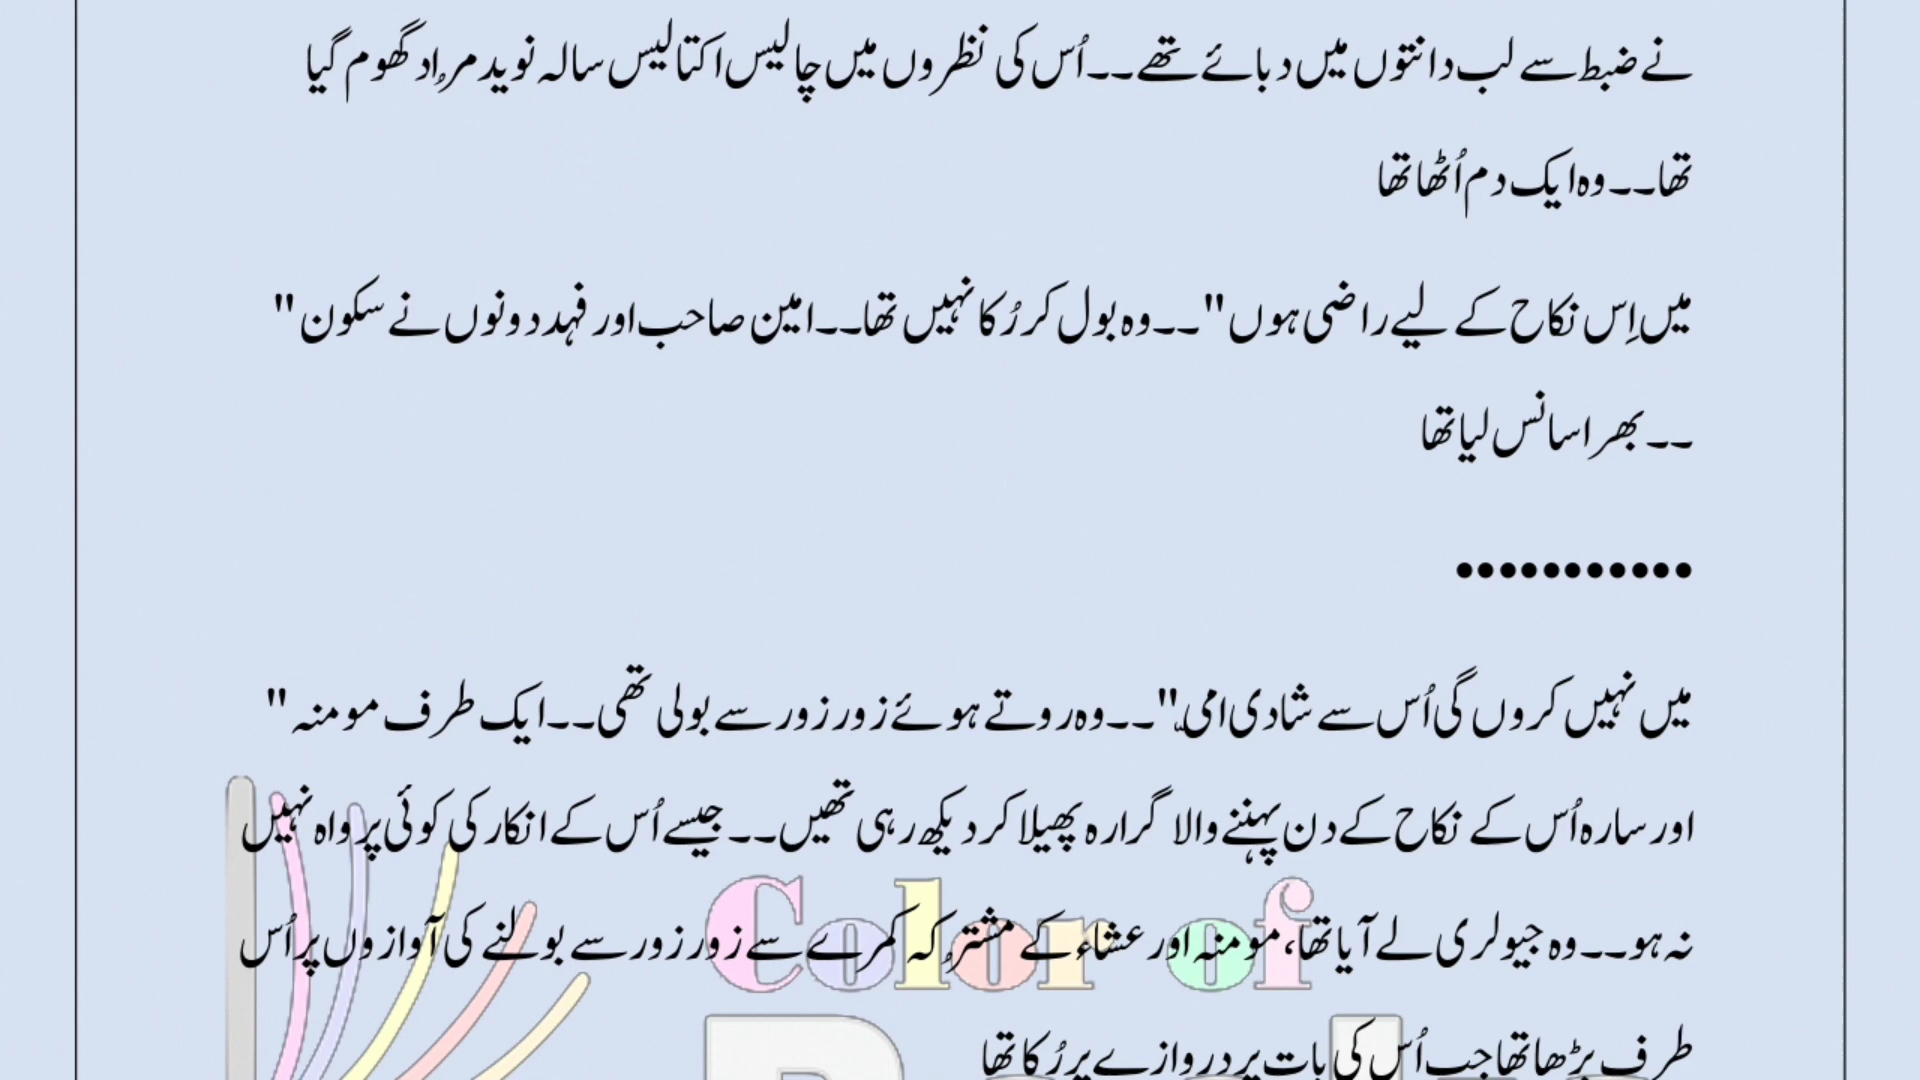 نے ضبط سے لب دانتوں میں دبائے تھے۔۔اُس کی نظروں میں چالیس اکتالیس سالہ نوید مرُاد گھوم گیا
تھا۔۔وہ ایک دم اُٹھا تھا
میں اِس نکاح کے لیے راضی ہوں"۔۔وہ بول کر رُکا نہیں تھا۔۔امین صاحب اور فہد دونوں نے سکون "
۔۔بھرا سانس لیا تھا
•••••••••••
میں نہیں کروں گی اُس سے شادی امی"۔۔وہ روتے ہوئے زور زور سے بولی تھی۔۔ایک طرف مومنہ "
اور سارہ اُس کے نکاح کے دن پہننے والا گرارہ پھیلا کر دیکھ رہی تھیں۔۔جیسے اُس کے انکار کی کوئی پرواہ نہیں
نہ ہو۔۔وہ جیولری لے آیا تھا،مومنہ اور عشاء کے مشترُکہ کمرے سے زور زور سے بولنے کی آوازوں پر اُس
طرف بڑھا تھا جب اُس کی بات پر دروازے پر رُکا تھا
Color of